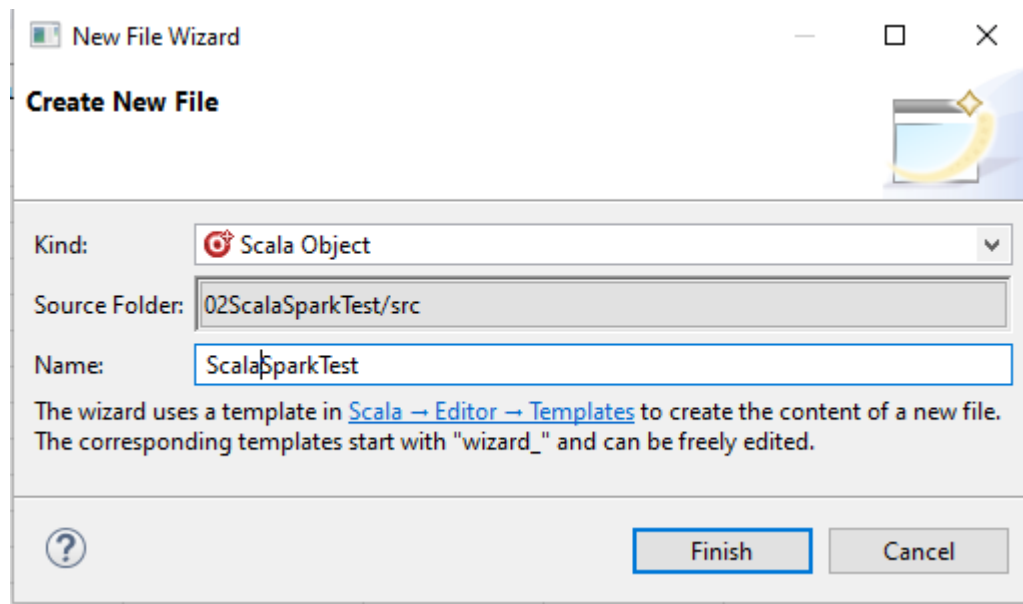 New File Wizard
Create New File
Kind: Scala Object
Source Folder: 02ScalaSparkTest/src
Name: ScalaSparkTest
The wizard uses a template in Scala → Editor → Templates to create the content of a new file.
The corresponding templates start with "wizard_" and can be freely edited.
? Finish Cancel